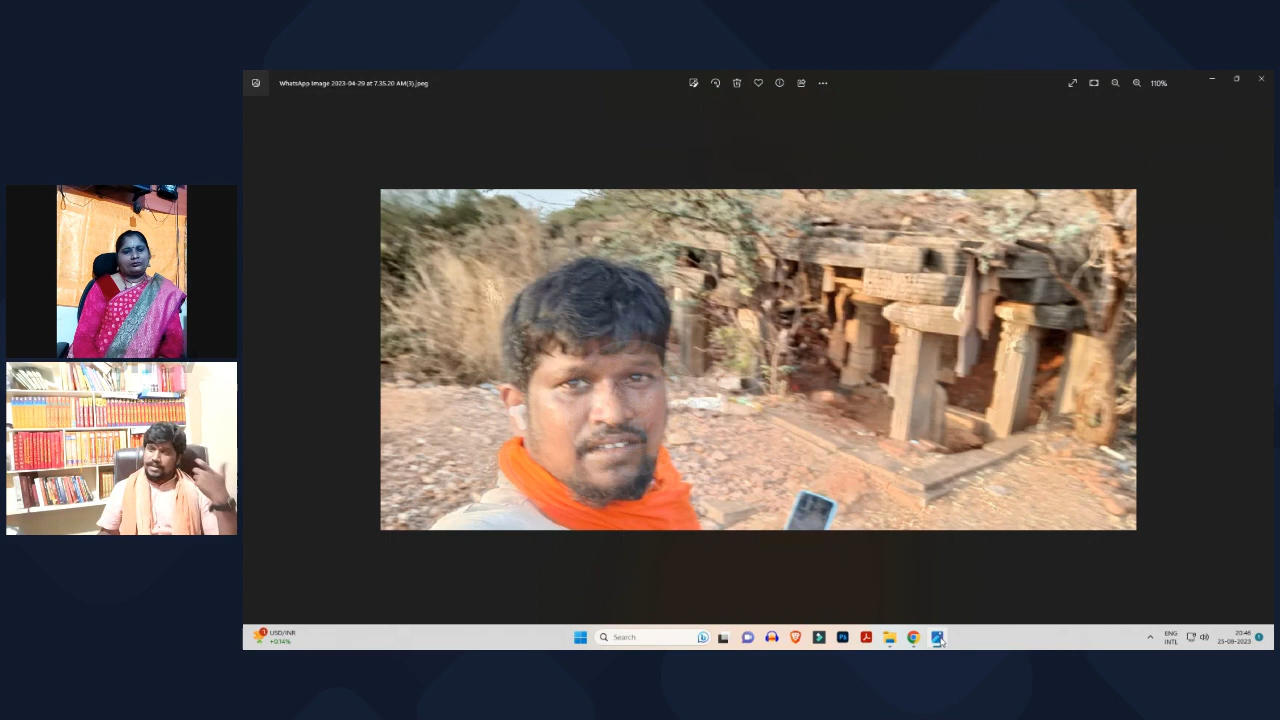 WhatsApp Image 2023-04-29 at 7.35.20 AM(3).jpeg
110%
USD/INR
+0.14%
Search
ENG
INTL
20:46
25-09-2023